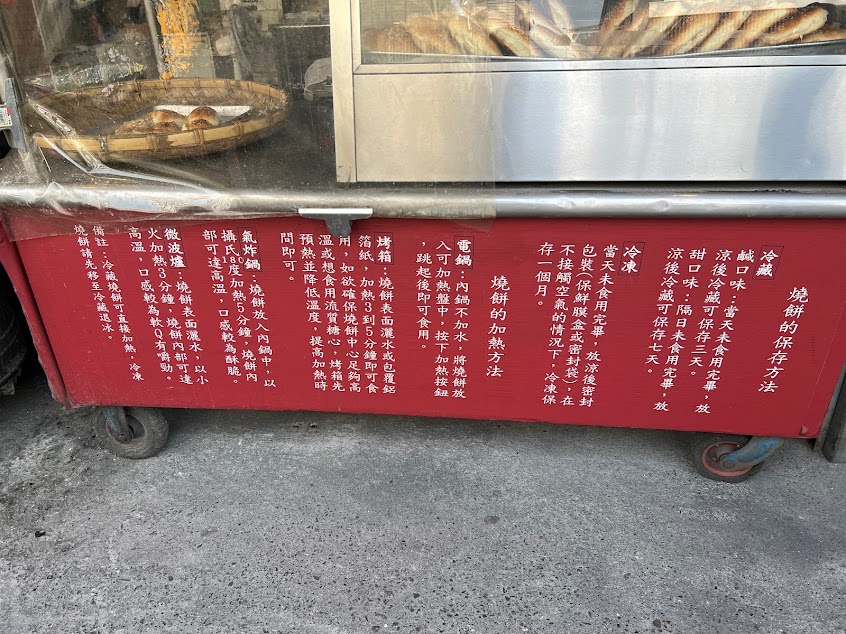 燒餅的保存方法
冷藏
鹹口味：當天未食用完畢，放
涼後冷藏可保存三天。
甜口味：隔日未食用完畢，放
涼後冷藏可保存七天。
冷凍
當天未食用完畢，放涼後密封
包裝（保鮮膜盒或密封袋），在
不接觸空氣的情況下，冷凍保
存一個月。
燒餅的加熱方法
電鍋：內鍋不加水，將燒餅放
入可加熱盤中，按下加熱按鈕
，跳起後即可食用。
烤箱：燒餅表面灑水或包覆鋁
箔紙，加熱3到5分鐘即可食
用，如欲確保燒餅中心足夠高
溫或想食用流質糖心，烤箱先
預熱並降低溫度，提高加熱時
間即可。
氣炸鍋：燒餅放入內鍋中，以
攝氏180度加熱5分鐘，燒餅內
部可達高溫，口感較為酥脆。
微波爐：燒餅表面灑水，以小
火加熱3分鐘，燒餅內部可達
高溫，口感較為軟Q有嚼勁。
備註：冷藏燒餅可直接加熱，冷凍
燒餅請先移至冷藏退冰。